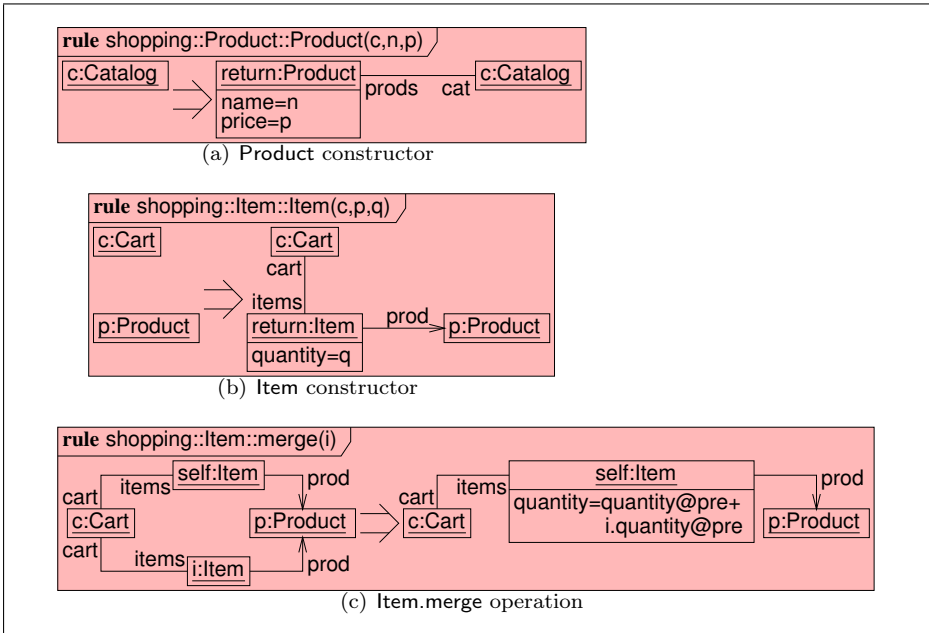 rule shopping::Product::Product(c,n,p)
c:Catalog
return:Product
name=n
price=p
prods
cat
c:Catalog
(a) Product constructor
rule shopping::Item::Item(c,p,q)
c:Cart
p:Product
c:Cart
cart
items
return:Item
quantity=q
prod
p:Product
(b) Item constructor
rule shopping::Item::merge(i)
self:Item
cart
items
prod
c:Cart
p:Product
cart
items
i:Item
prod
self:Item
quantity=quantity@pre+
i.quantity@pre
cart
items
c:Cart
prod
p:Product
(c) Item.merge operation